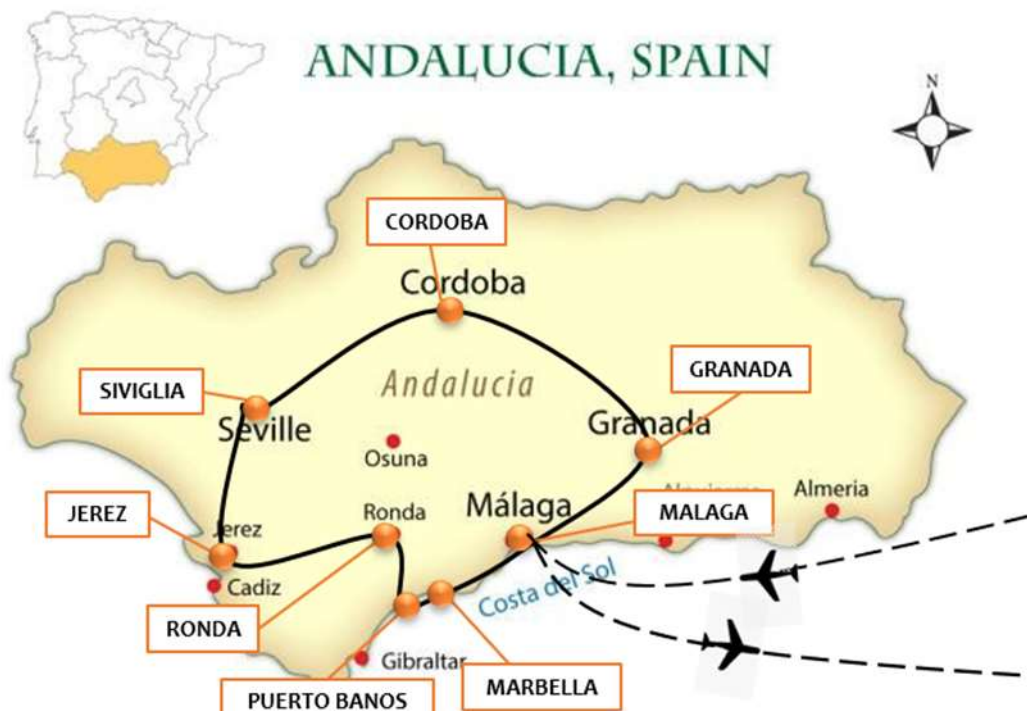 ANDALUCIA, SPAIN
N
CORDOBA
Cordoba
GRANADA
SIVIGLIA
Andalucia
Seville
Granada
Osuna
JEREZ
Jerez
Ronda
Málaga
MALAGA
Almeria
Cadiz
Costa del Sol
RONDA
Gibraltar
PUERTO BANOS
MARBELLA